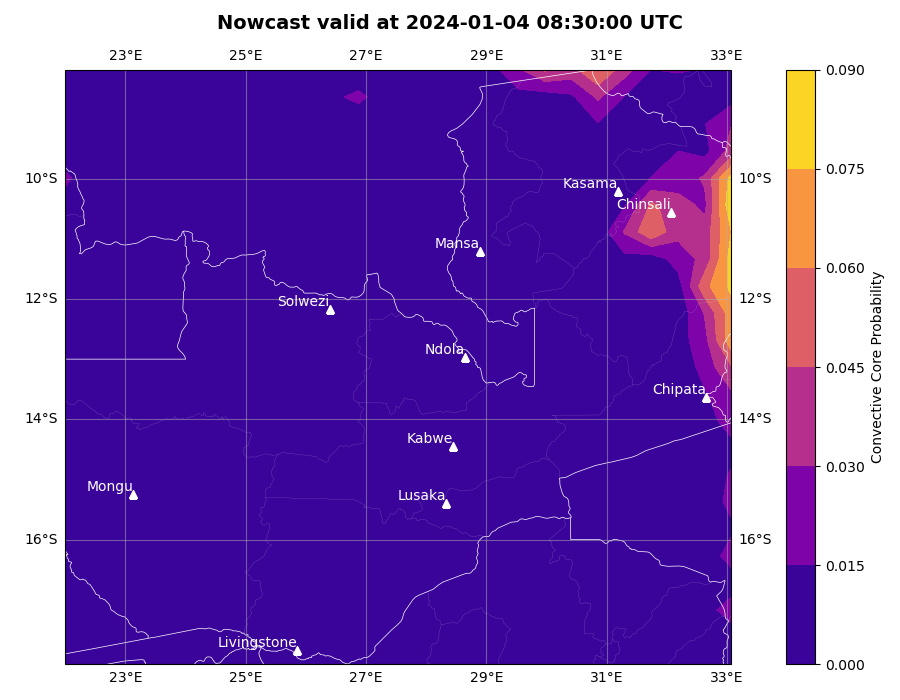 Nowcast valid at 2024-01-04 08:30:00 UTC
23°E 25°E 27°E 29°E 31°E 33°E
0.090
0.075
10°S Kasama 10°S
Chinsali
Mansa
0.060
12°S Solwezi 12°S
Ndola
0.045
Chipata
14°S 14°S
Kabwe
0.030
Mongu Lusaka
16°S 16°S
0.015
Livingstone
0.000
23°E 25°E 27°E 29°E 31°E 33°E
Convective Core Probability